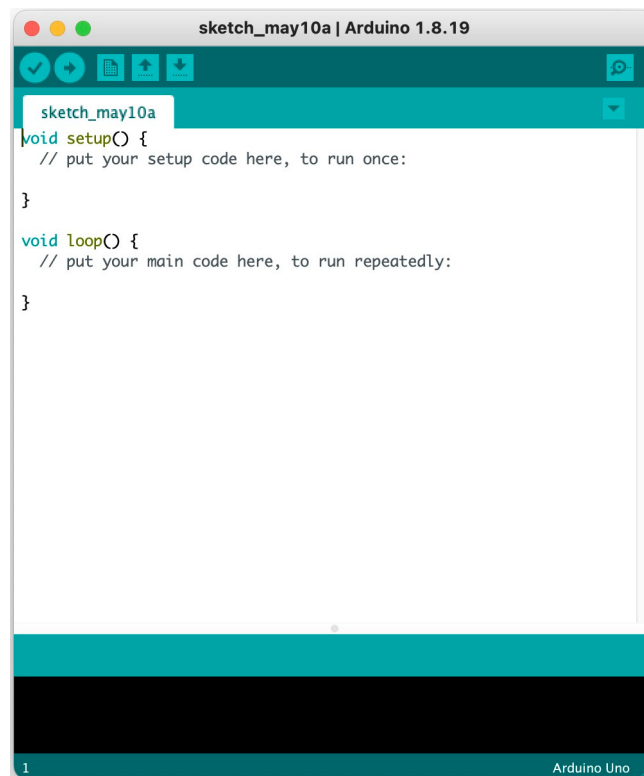 sketch_may10a | Arduino 1.8.19
sketch_may10a
void setup() {
  // put your setup code here, to run once:
}
void loop() {
  // put your main code here, to run repeatedly:
}
1
Arduino Uno